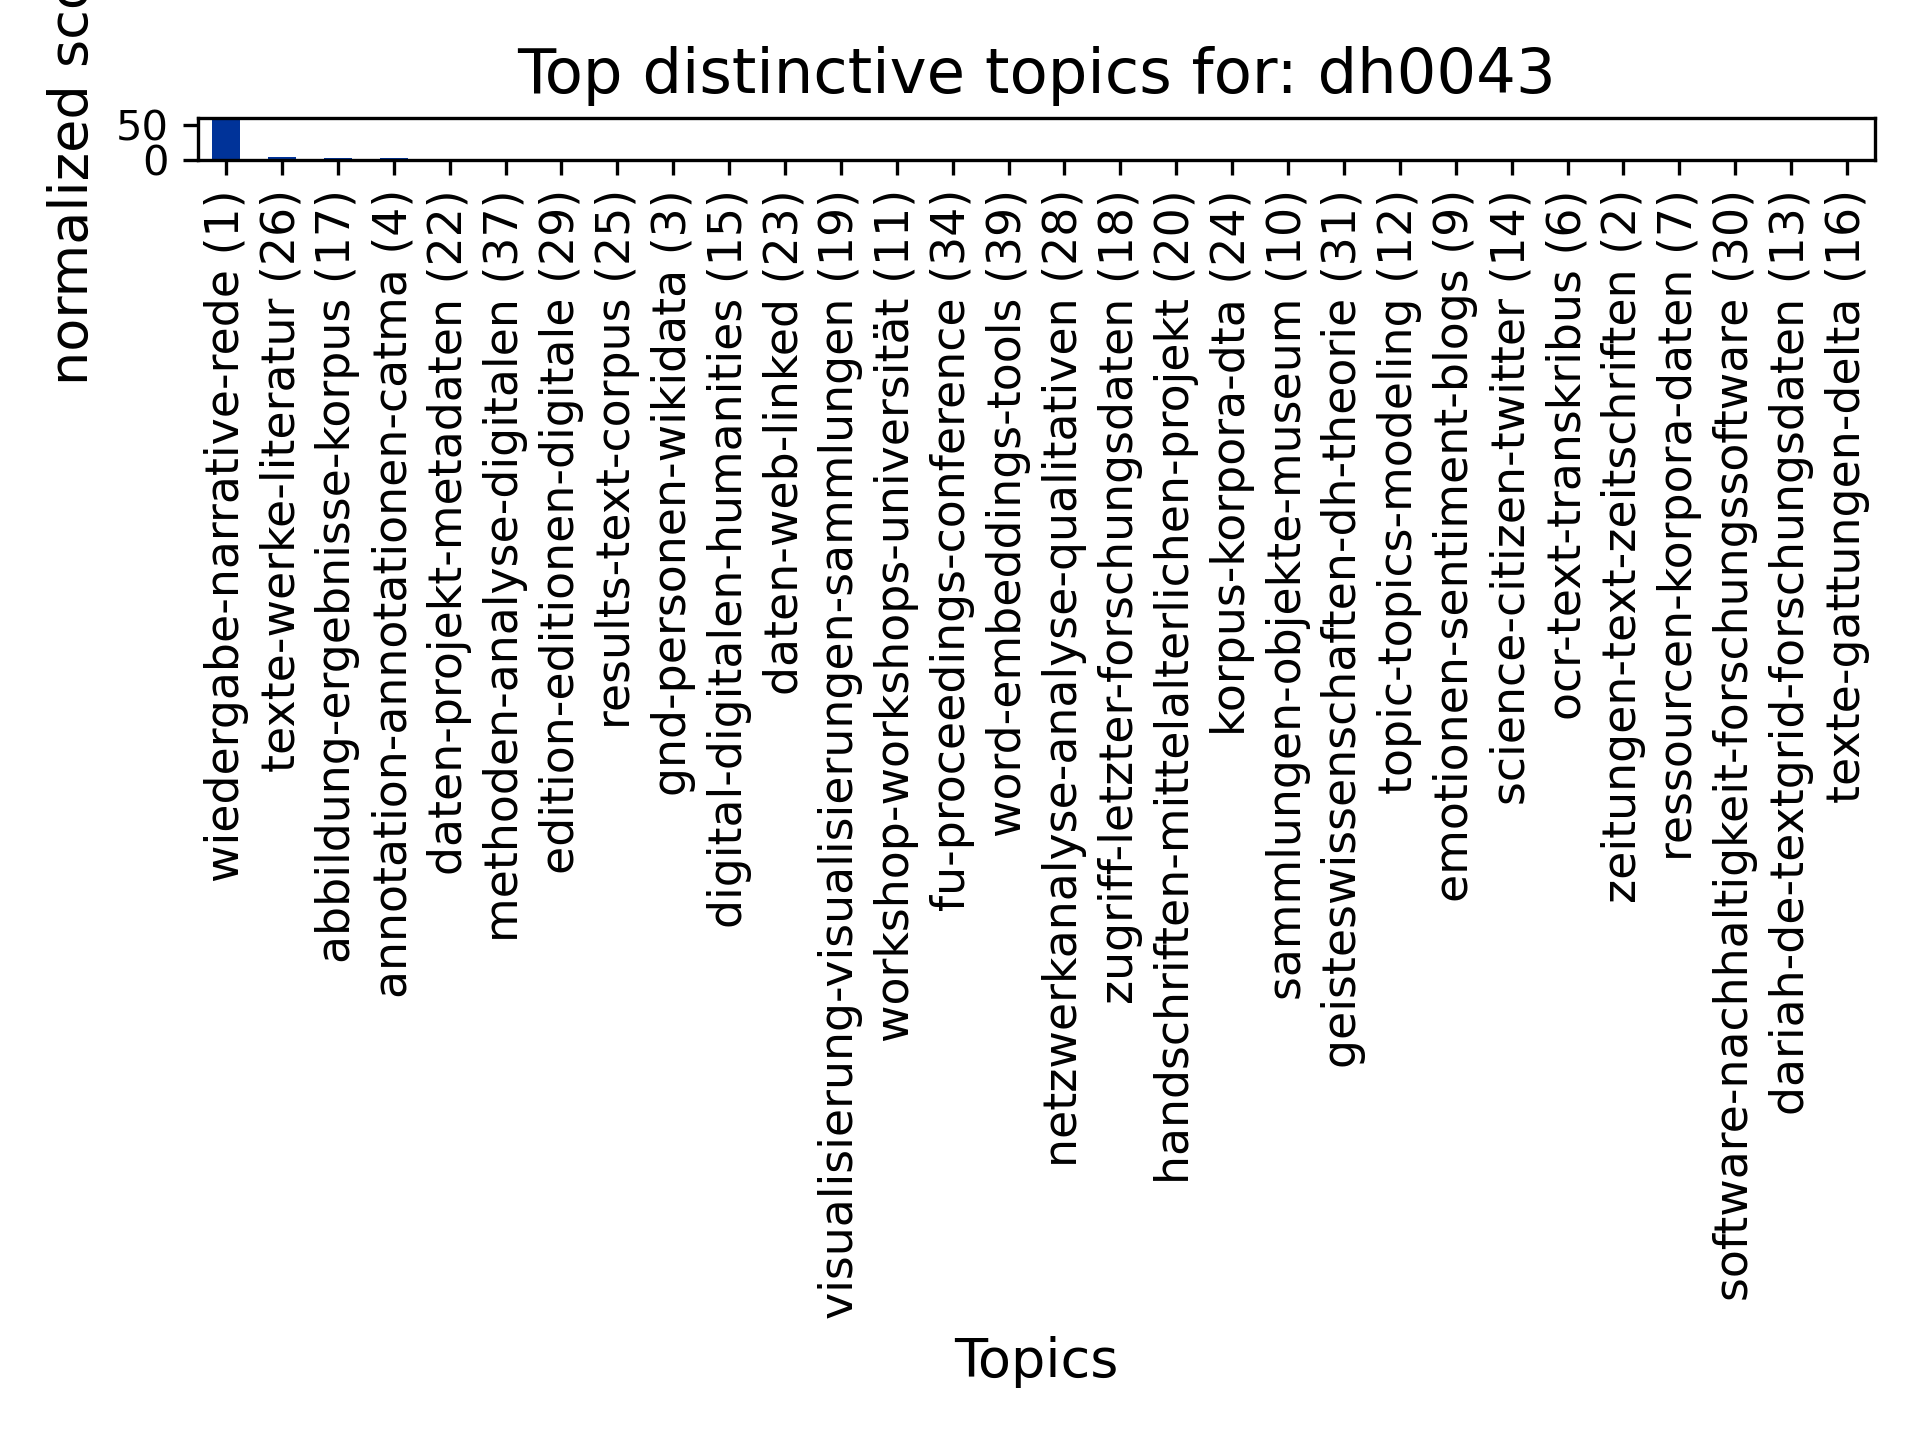 Top distinctive topics for: dh0043
normalized sco
50
0
wiedergabe-narrative-rede (1)
texte-werke-literatur (26)
abbildung-ergebnisse-korpus (17)
annotation-annotationen-catma (4)
daten-projekt-metadaten (22)
methoden-analyse-digitalen (37)
edition-editionen-digitale (29)
results-text-corpus (25)
gnd-personen-wikidata (3)
digital-digitalen-humanities (15)
daten-web-linked (23)
visualisierung-visualisierungen-sammlungen (19)
workshop-workshops-universität (11)
fu-proceedings-conference (34)
word-embeddings-tools (39)
netzwerkanalyse-analyse-qualitativen (28)
zugriff-letzter-forschungsdaten (18)
handschriften-mittelalterlichen-projekt (20)
korpus-korpora-dta (24)
sammlungen-objekte-museum (10)
geisteswissenschaften-dh-theorie (31)
topic-topics-modeling (12)
emotionen-sentiment-blogs (9)
science-citizen-twitter (14)
ocr-text-transkribus (6)
zeitungen-text-zeitschriften (2)
ressourcen-korpora-daten (7)
software-nachhaltigkeit-forschungssoftware (30)
dariah-de-textgrid-forschungsdaten (13)
texte-gattungen-delta (16)
Topics